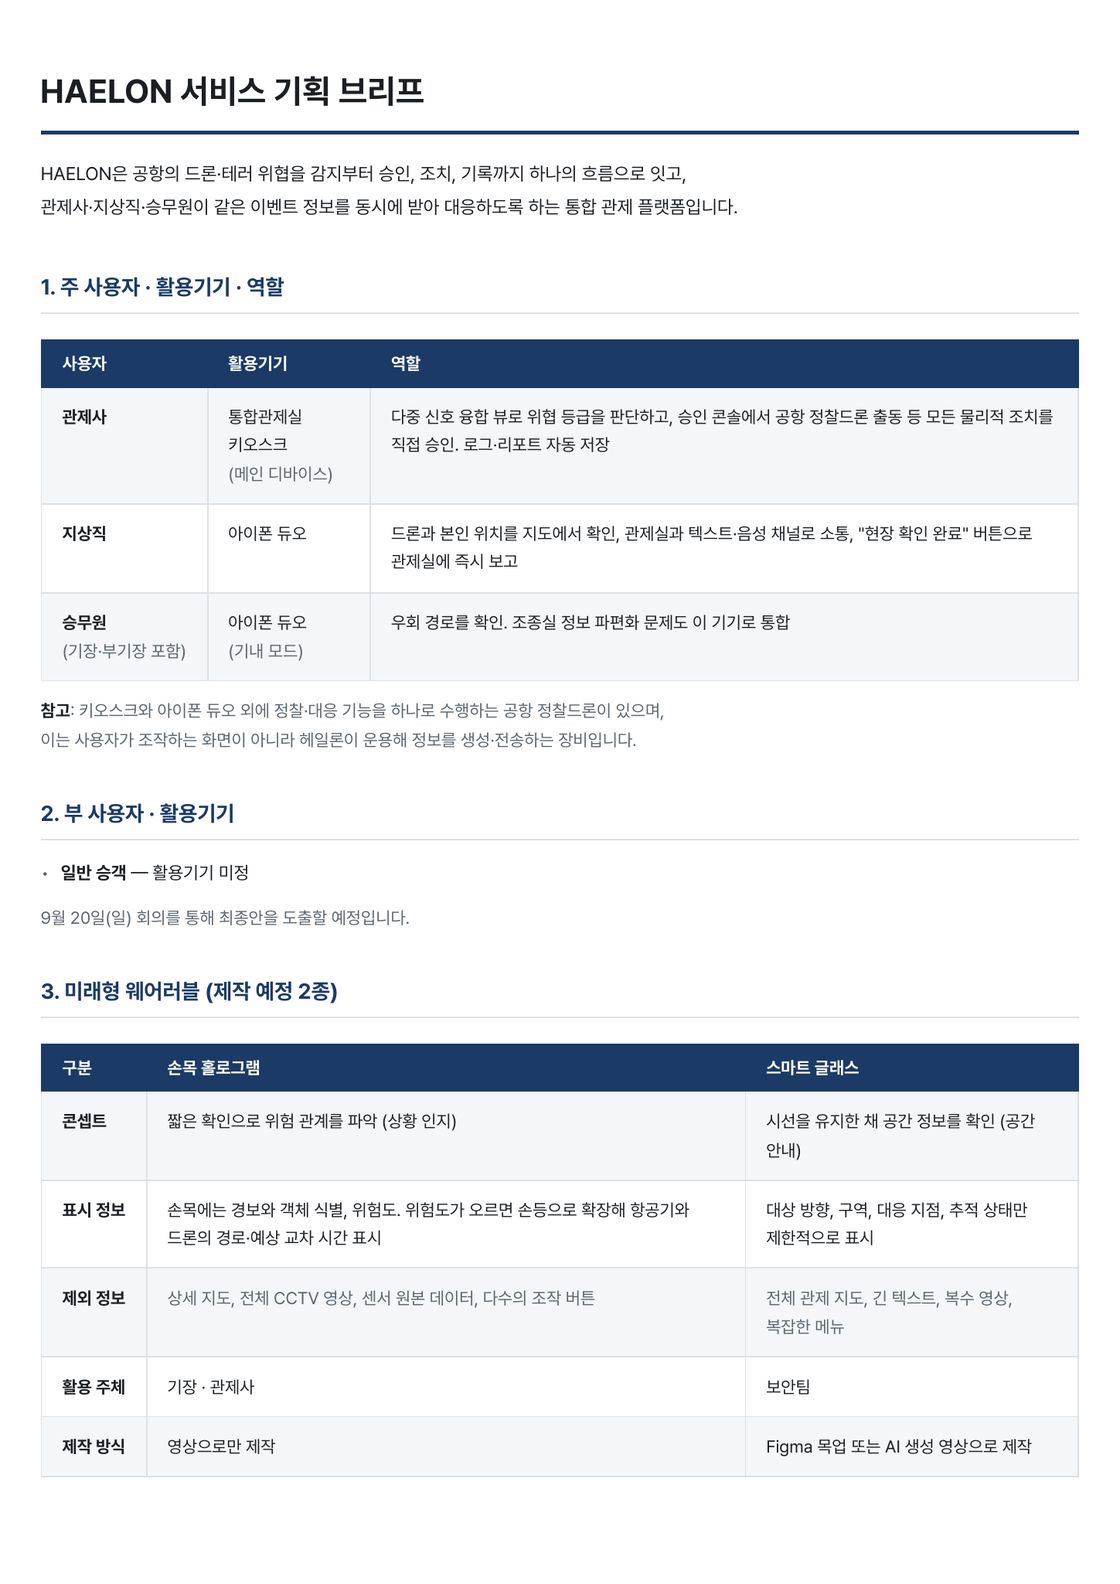 HAELON 서비스 기획 브리프
HAELON은 공항의 드론·테러 위협을 감지부터 승인, 조치, 기록까지 하나의 흐름으로 잇고,
관제사·지상직·승무원이 같은 이벤트 정보를 동시에 받아 대응하도록 하는 통합 관제 플랫폼입니다.
1. 주 사용자 · 활용기기 · 역할
사용자 활용기기 역할
관제사 통합관제실 다중 신호 융합 뷰로 위협 등급을 판단하고, 승인 콘솔에서 공항 정찰드론 출동 등 모든 물리적 조치를
키오스크 직접 승인. 로그·리포트 자동 저장
(메인 디바이스)
지상직 아이폰 듀오 드론과 본인 위치를 지도에서 확인, 관제실과 텍스트·음성 채널로 소통, "현장 확인 완료" 버튼으로
관제실에 즉시 보고
승무원 아이폰 듀오 우회 경로를 확인. 조종실 정보 파편화 문제도 이 기기로 통합
(기장·부기장 포함) (기내 모드)
참고: 키오스크와 아이폰 듀오 외에 정찰·대응 기능을 하나로 수행하는 공항 정찰드론이 있으며,
이는 사용자가 조작하는 화면이 아니라 헤일론이 운용해 정보를 생성·전송하는 장비입니다.
2. 부 사용자 · 활용기기
• 일반 승객 — 활용기기 미정
9월 20일(일) 회의를 통해 최종안을 도출할 예정입니다.
3. 미래형 웨어러블 (제작 예정 2종)
구분 손목 홀로그램 스마트 글래스
콘셉트 짧은 확인으로 위험 관계를 파악 (상황 인지) 시선을 유지한 채 공간 정보를 확인 (공간
안내)
표시 정보 손목에는 경보와 객체 식별, 위험도. 위험도가 오르면 손등으로 확장해 항공기와 대상 방향, 구역, 대응 지점, 추적 상태만
드론의 경로·예상 교차 시간 표시 제한적으로 표시
제외 정보 상세 지도, 전체 CCTV 영상, 센서 원본 데이터, 다수의 조작 버튼 전체 관제 지도, 긴 텍스트, 복수 영상,
복잡한 메뉴
활용 주체 기장 · 관제사 보안팀
제작 방식 영상으로만 제작 Figma 목업 또는 AI 생성 영상으로 제작